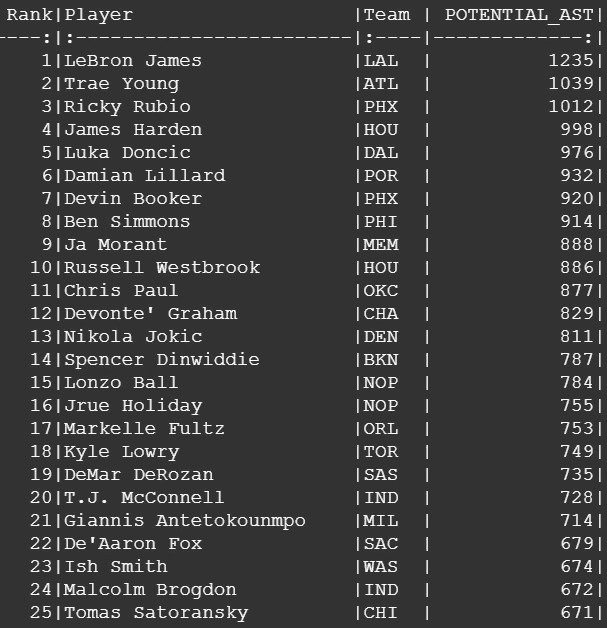 Rank|Player                   |Team | POTENTIAL_AST
----:|:------------------------|:----|-------------:|
1|LeBron James             |LAL  |          1235|
2|Trae Young               |ATL  |          1039|
3|Ricky Rubio              |PHX  |          1012|
4|James Harden             |HOU  |           998|
5|Luka Doncic              |DAL  |           976|
6|Damian Lillard           |POR  |           932|
7|Devin Booker             |PHX  |           920|
8|Ben Simmons              |PHI  |           914|
9|Ja Morant                |MEM  |           888|
10|Russell Westbrook        |HOU  |           886|
11|Chris Paul               |OKC  |           877|
12|Devonte' Graham          |CHA  |           829|
13|Nikola Jokic             |DEN  |           811|
14|Spencer Dinwiddie        |BKN  |           787|
15|Lonzo Ball               |NOP  |           784|
16|Jrue Holiday             |NOP  |           755|
17|Markelle Fultz           |ORL  |           753|
18|Kyle Lowry               |TOR  |           749|
19|DeMar DeRozan            |SAS  |           735|
20|T.J. McConnell           |IND  |           728|
21|Giannis Antetokounmpo    |MIL  |           714|
22|De'Aaron Fox             |SAC  |           679|
23|Ish Smith                |WAS  |           674|
24|Malcolm Brogdon          |IND  |           672|
25|Tomas Satoransky         |CHI  |           671|